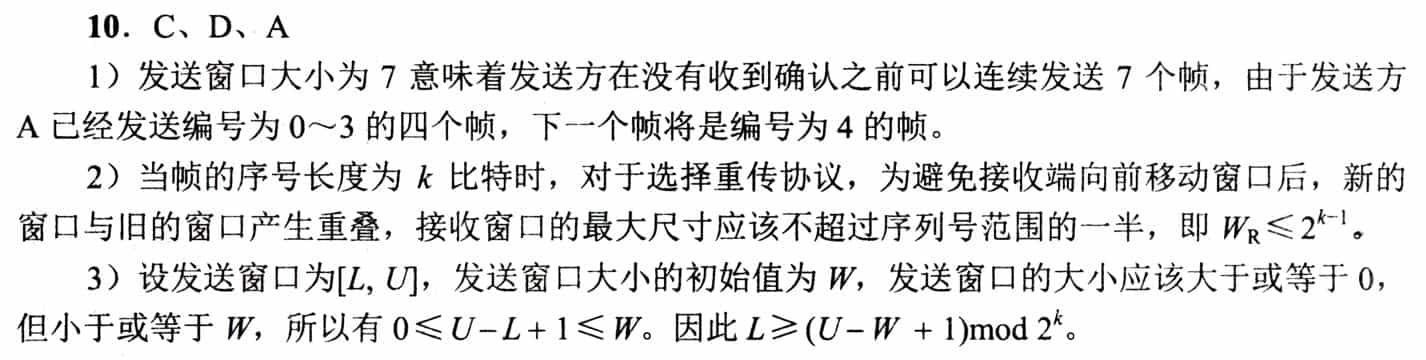 10. C、D、A
1）发送窗口大小为 7 意味着发送方在没有收到确认之前可以连续发送 7 个帧，由于发送方
A 已经发送编号为 0～3 的四个帧，下一个帧将是编号为 4 的帧。
2）当帧的序号长度为 k 比特时，对于选择重传协议，为避免接收端向前移动窗口后，新的
窗口与旧的窗口产生重叠，接收窗口的最大尺寸应该不超过序列号范围的一半，即 W_R≤2^{k-1}。
3）设发送窗口为[L, U]，发送窗口大小的初始值为 W，发送窗口的大小应该大于或等于 0，
但小于或等于 W，所以有 0≤U-L+1≤W。因此 L≥(U-W+1)mod 2^k。